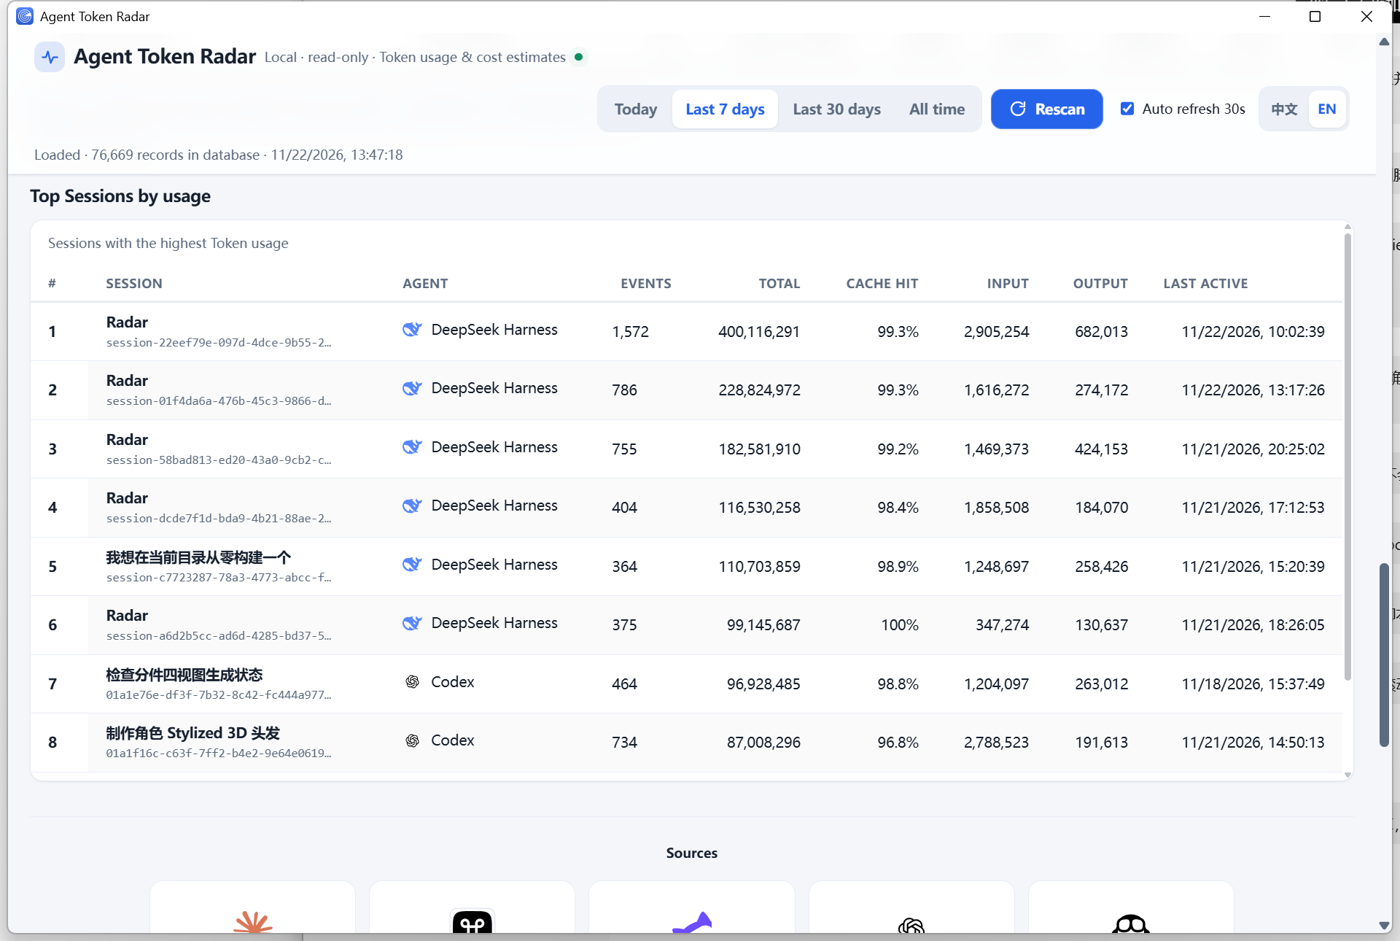 Agent Token Radar
Agent Token Radar Local · read-only · Token usage & cost estimates
Today Last 7 days Last 30 days All time Rescan Auto refresh 30s 中文 EN
Loaded · 76,669 records in database · 11/22/2026, 13:47:18
Top Sessions by usage
Sessions with the highest Token usage
# SESSION AGENT EVENTS TOTAL CACHE HIT INPUT OUTPUT LAST ACTIVE
1 Radar DeepSeek Harness 1,572 400,116,291 99.3% 2,905,254 682,013 11/22/2026, 10:02:39
session-22eef79e-097d-4dce-9b55-2…
2 Radar DeepSeek Harness 786 228,824,972 99.3% 1,616,272 274,172 11/22/2026, 13:17:26
session-01f4da6a-476b-45c3-9866-d…
3 Radar DeepSeek Harness 755 182,581,910 99.2% 1,469,373 424,153 11/21/2026, 20:25:02
session-58bad813-ed20-43a0-9cb2-c…
4 Radar DeepSeek Harness 404 116,530,258 98.4% 1,858,508 184,070 11/21/2026, 17:12:53
session-dcde7f1d-bda9-4b21-88ae-2…
5 我想在当前目录从零构建一个 DeepSeek Harness 364 110,703,859 98.9% 1,248,697 258,426 11/21/2026, 15:20:39
session-c7723287-78a3-4773-abcc-f…
6 Radar DeepSeek Harness 375 99,145,687 100% 347,274 130,637 11/21/2026, 18:26:05
session-a6d2b5cc-ad6d-4285-bd37-5…
7 检查分件四视图生成状态 Codex 464 96,928,485 98.8% 1,204,097 263,012 11/18/2026, 15:37:49
01a1e76e-df3f-7b32-8c42-fc444a977…
8 制作角色 Stylized 3D 头发 Codex 734 87,008,296 96.8% 2,788,523 191,613 11/21/2026, 14:50:13
01a1f16c-c63f-7ff2-b4e2-9e64e0619…
Sources